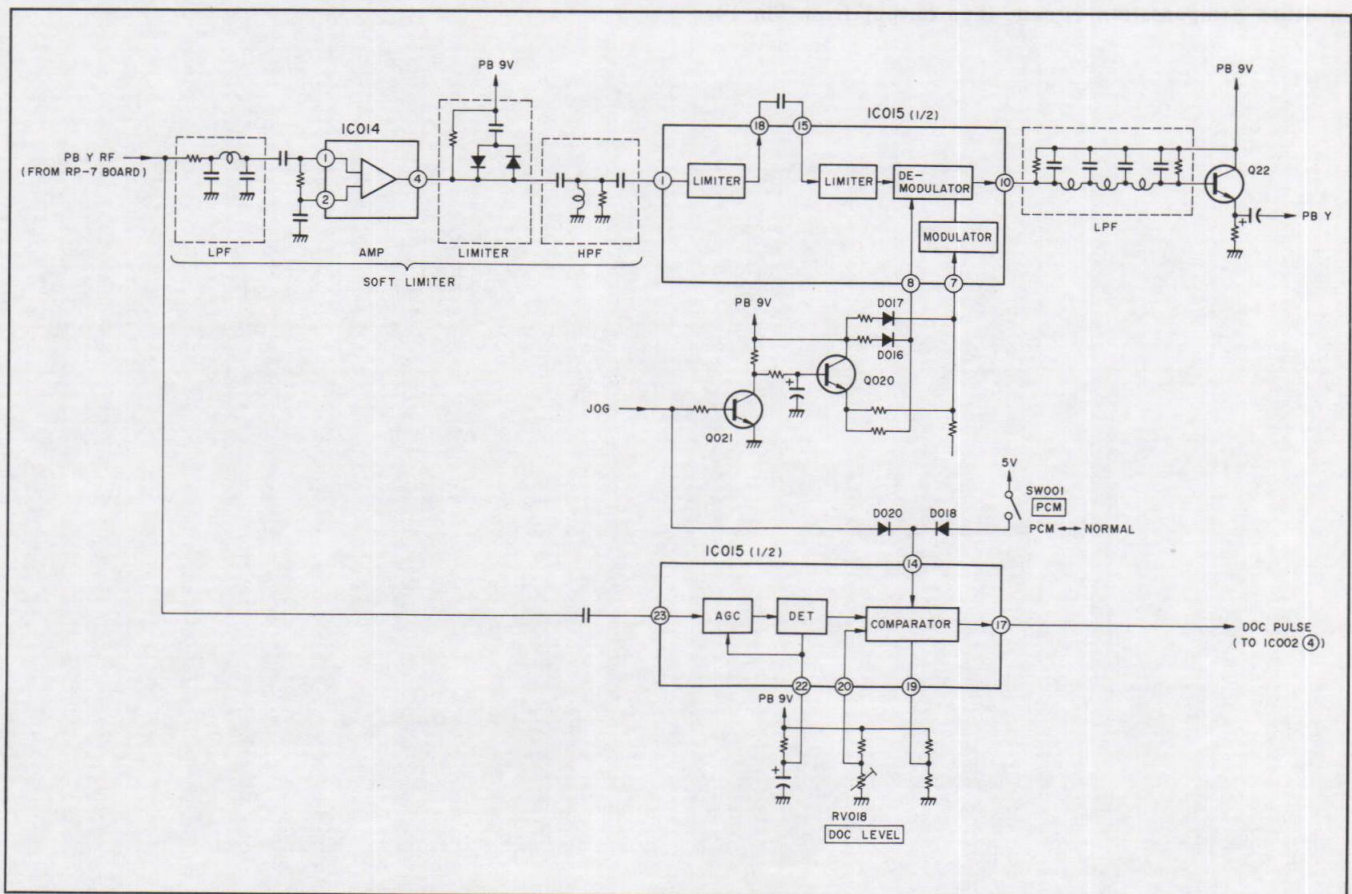 PB 9V
PB 9V
IC014
IC015 (1/2)
18
15
PB Y RF
(FROM RP-7 BOARD)
1
2
4
1
LIMITER
LIMITER
DE-
MODULATOR
MODULATOR
10
8
7
Q22
PB Y
LPF
LPF
AMP
LIMITER
HPF
SOFT LIMITER
PB 9V
D017
D016
Q020
JOG
Q021
5V
SW001
PCM
PCM ↔ NORMAL
D020
D018
IC015 (1/2)
14
23
AGC
DET
COMPARATOR
17
DOC PULSE
(TO IC002 ④)
22
20
19
PB 9V
RV018
DOC LEVEL